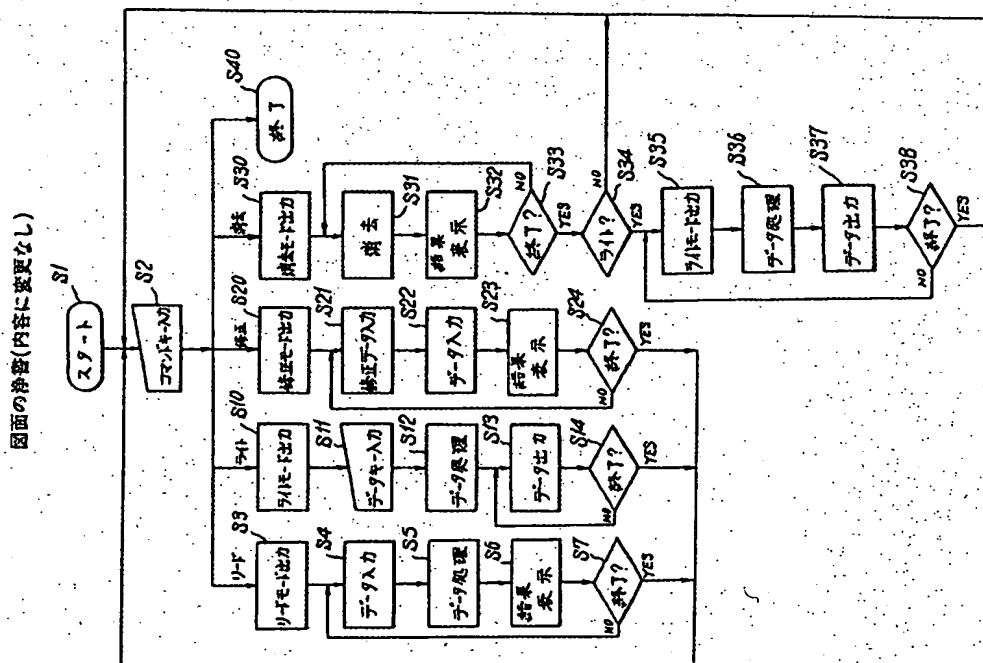 図面の浄書(内容に変更なし)
スタート
S1
コマンドキー入力
S2
リード
リードモード出力
S3
データ入力
S4
データ処理
S5
結果
表示
S6
終了?
S7
NO
YES
ライト
ライトモード出力
S10
データキー入力
S11
データ処理
S12
データ出力
S13
終了?
S14
NO
YES
修正
修正モード出力
S20
修正データ入力
S21
データ入力
S22
結果
表示
S23
終了?
S24
NO
YES
消去
消去モード出力
S30
消去
S31
結果
表示
S32
終了?
S33
NO
YES
ライト?
S34
NO
YES
ライトモード出力
S35
データ処理
S36
データ出力
S37
終了?
S38
NO
YES
終了
S40